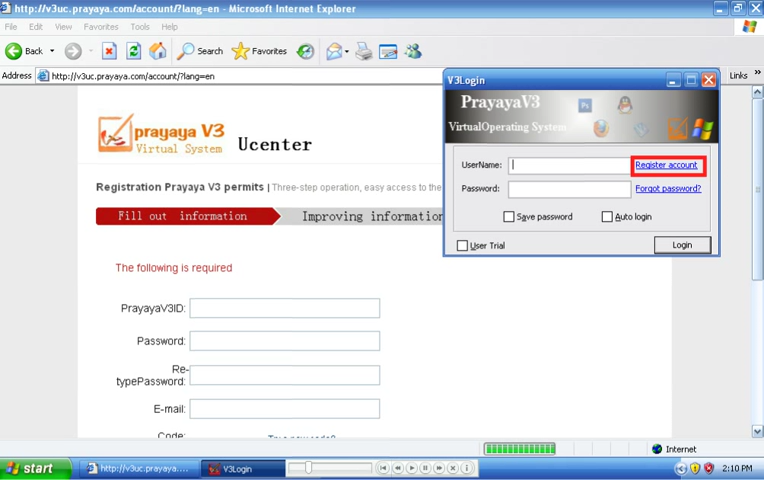 http://v3uc.prayaya.com/account/?lang=en - Microsoft Internet Explorer
File Edit View Favorites Tools Help
Back Search Favorites
Address http://v3uc.prayaya.com/account/?lang=en Links »
prayaya V3
Virtual System
Ucenter
Registration Prayaya V3 permits | Three-step operation, easy access to the
Fill out information Improving information
The following is required
PrayayaV3ID:
Password:
Re-
typePassword:
E-mail:
Code:
V3Login
PrayayaV3
VirtualOperating System
Ps
UserName: Register account
Password: Forgot password?
Save password Auto login
User Trial Login
Internet
start http://v3uc.prayaya.... V3Login 2:10 PM